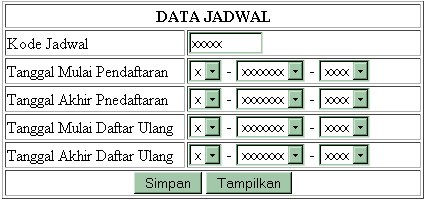 DATA JADWAL
Kode Jadwal xxxxx
Tanggal Mulai Pendaftaran x - xxxxxxx - xxxx
Tanggal Akhir Pnedaftaran x - xxxxxxx - xxxx
Tanggal Mulai Daftar Ulang x - xxxxxxx - xxxx
Tanggal Akhir Daftar Ulang x - xxxxxxx - xxxx
Simpan Tampilkan